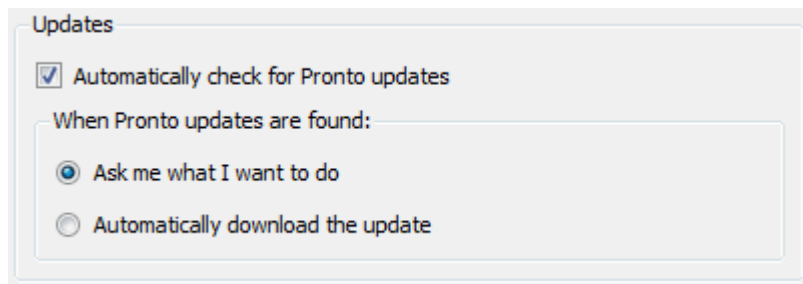 Updates
Automatically check for Pronto updates
When Pronto updates are found:
Ask me what I want to do
Automatically download the update